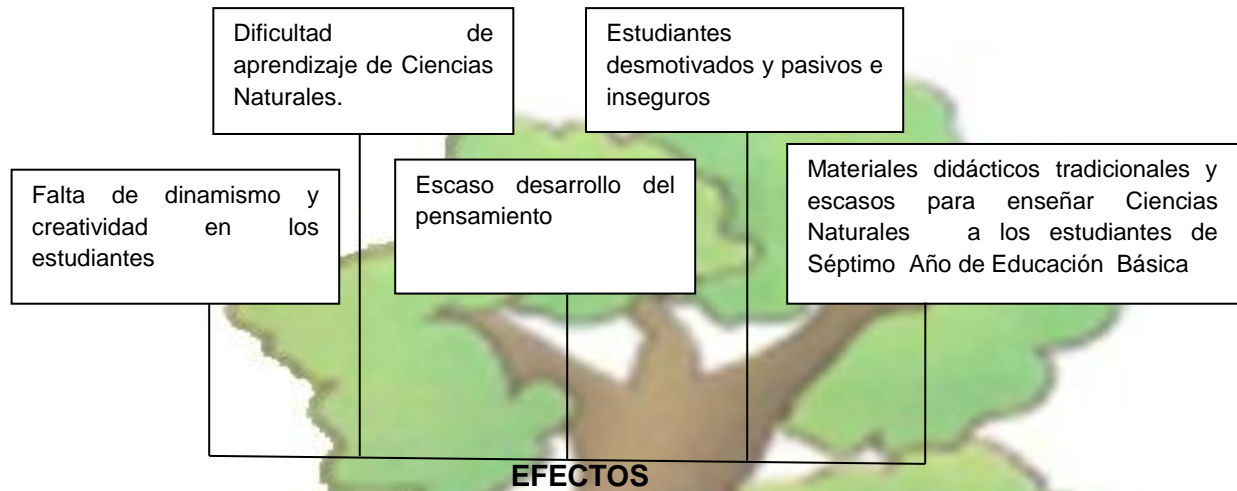 Dificultad de
aprendizaje de Ciencias
Naturales.
Estudiantes
desmotivados y pasivos e
inseguros
Falta de dinamismo y
creatividad en los
estudiantes
Escaso desarrollo del
pensamiento
Materiales didácticos tradicionales y
escasos para enseñar Ciencias
Naturales a los estudiantes de
Séptimo Año de Educación Básica
EFECTOS